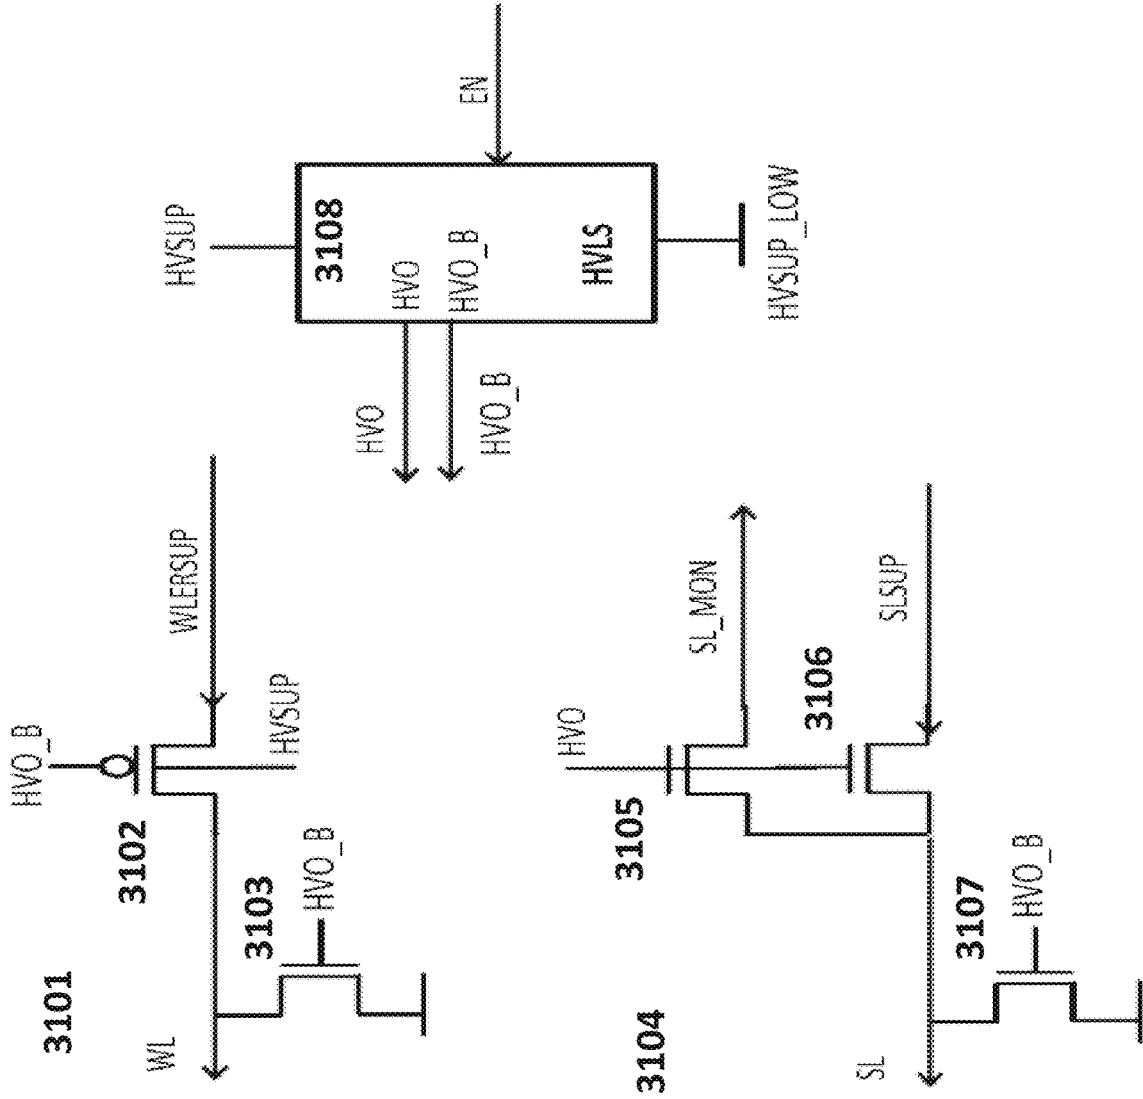 3101
HVO_B
3102
WLERSUP
HVSUP
WL
3103
HVO_B
3104
HVO
3105
SL_MON
3106
SLSUP
SL
3107
HVO_B
HVSUP
3108
HVO
HVO
HVO_B
HVO_B
HVLS
EN
HVSUP_LOW